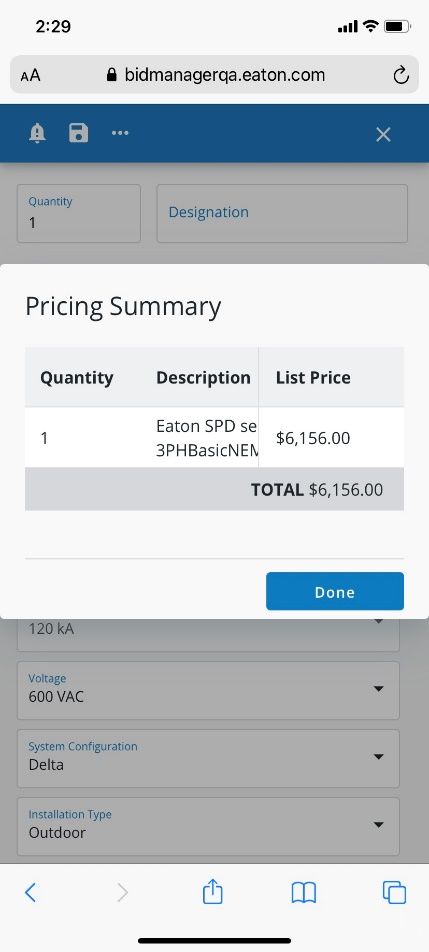 2:29
AA bidmanagerqa.eaton.com
Quantity
1
Designation
Pricing Summary
Quantity Description List Price
1 Eaton SPD se $6,156.00
3PHBasicNEM
TOTAL $6,156.00
Done
120 kA
Voltage
600 VAC
System Configuration
Delta
Installation Type
Outdoor